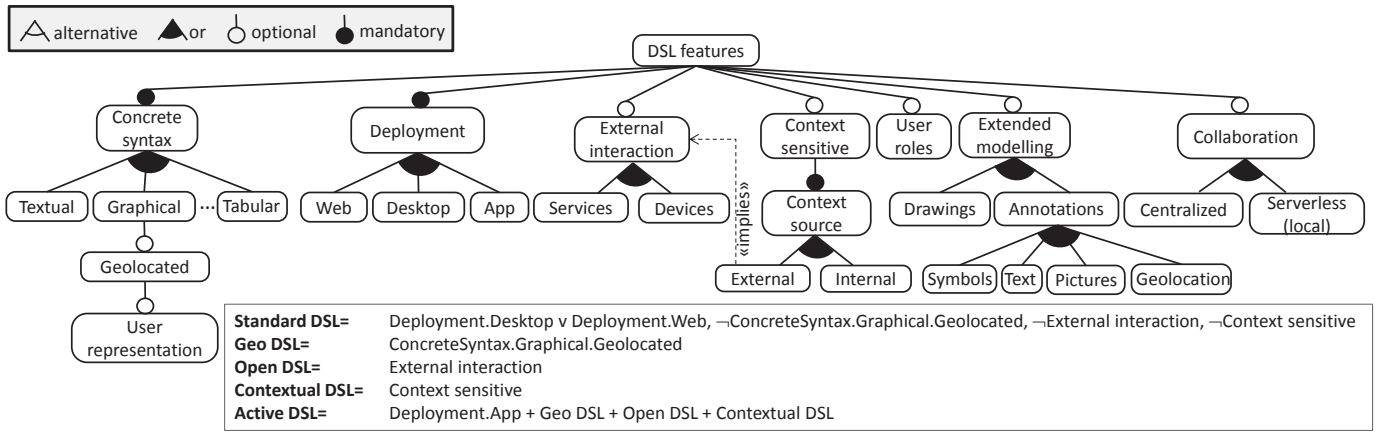 alternative or optional mandatory
DSL features
Concrete
syntax
Deployment
External
interaction
Context
sensitive
User
roles
Extended
modelling
Collaboration
Textual Graphical ... Tabular
Web Desktop App
Services Devices
«implies»
Context
source
Drawings Annotations
Centralized
Serverless
(local)
Geolocated
External Internal
Symbols Text Pictures Geolocation
User
representation
Standard DSL= Deployment.Desktop v Deployment.Web, ¬ConcreteSyntax.Graphical.Geolocated, ¬External interaction, ¬Context sensitive
Geo DSL= ConcreteSyntax.Graphical.Geolocated
Open DSL= External interaction
Contextual DSL= Context sensitive
Active DSL= Deployment.App + Geo DSL + Open DSL + Contextual DSL